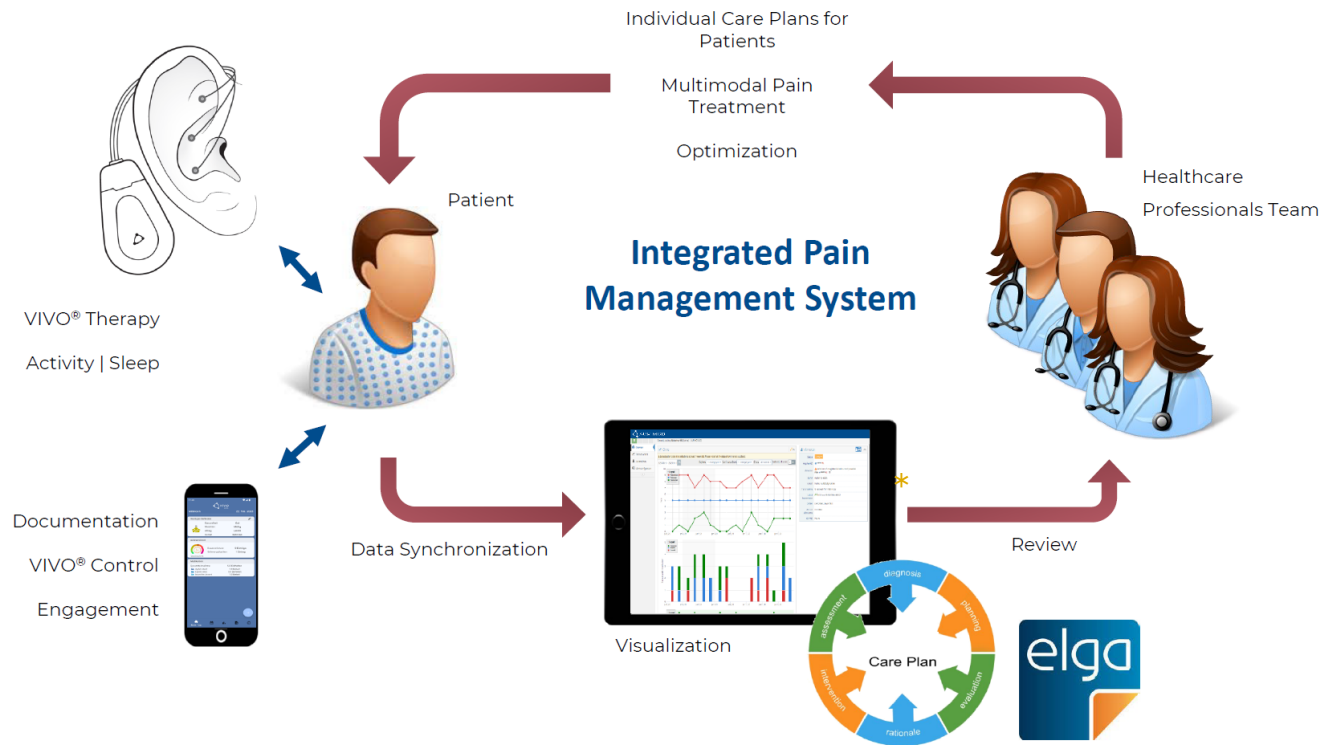 Individual Care Plans for
Patients
Multimodal Pain
Treatment
Optimization
Patient
Healthcare
Professionals Team
Integrated Pain
Management System
VIVO® Therapy
Activity | Sleep
Documentation
VIVO® Control
Engagement
Data Synchronization
*
Review
Visualization
diagnosis
planning
evaluation
rationale
intervention
assessment
Care Plan
elga